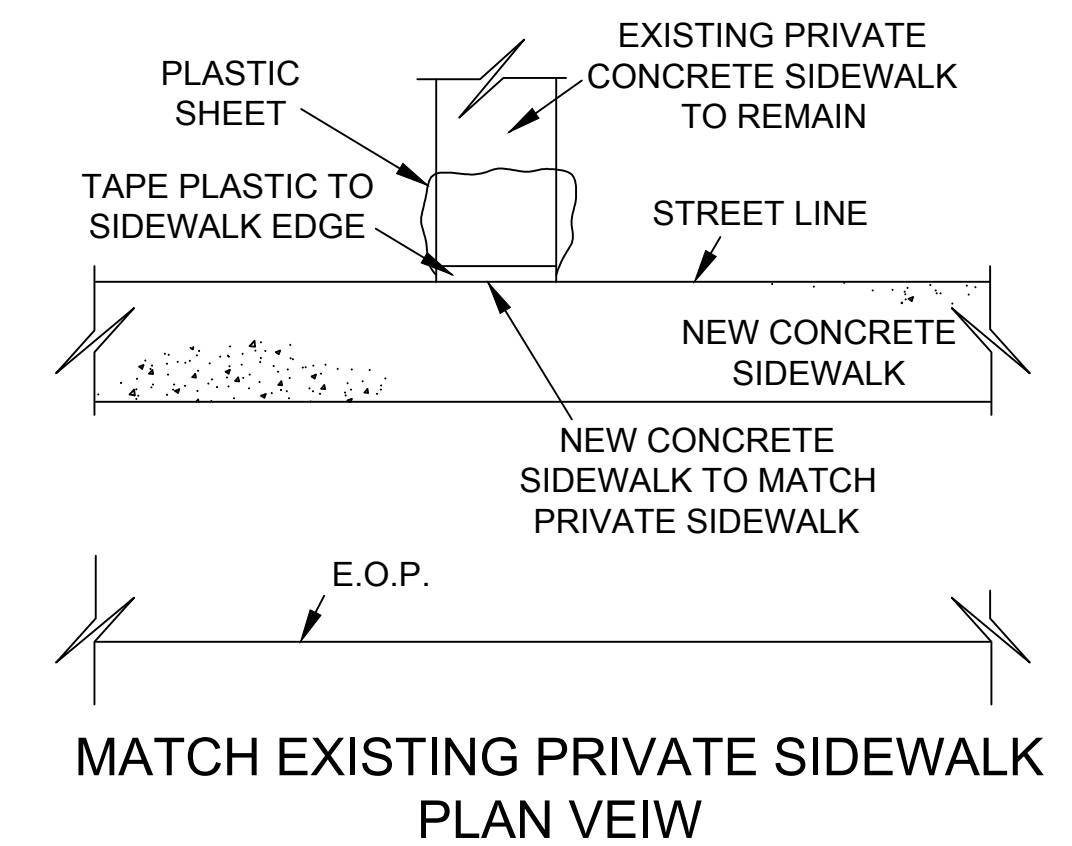 PLASTIC
SHEET
EXISTING PRIVATE
CONCRETE SIDEWALK
TO REMAIN
TAPE PLASTIC TO
SIDEWALK EDGE
STREET LINE
NEW CONCRETE
SIDEWALK
NEW CONCRETE
SIDEWALK TO MATCH
PRIVATE SIDEWALK
E.O.P.
MATCH EXISTING PRIVATE SIDEWALK
PLAN VEIW